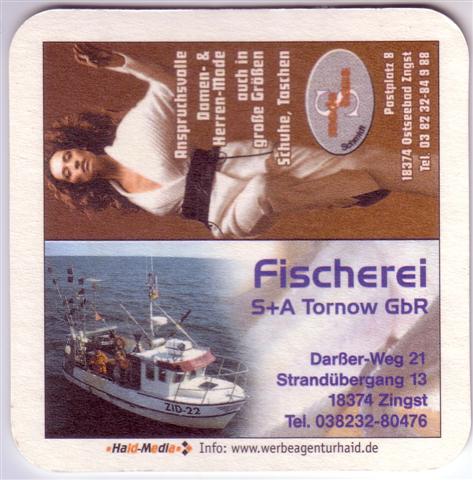 Anspruchsvolle
Damen- &
Herren-Mode
auch in
große Größen
Schuhe, Taschen
Schmidt
Postplatz 8
18374 Ostseebad Zngst
Tel. 03 82 32-84 9 88
Fischerei
S+A Tornow GbR
Darßer-Weg 21
Strandübergang 13
18374 Zingst
Tel. 038232-80476
ZID-22
Haid-Media Info: www.werbeagenturhaid.de